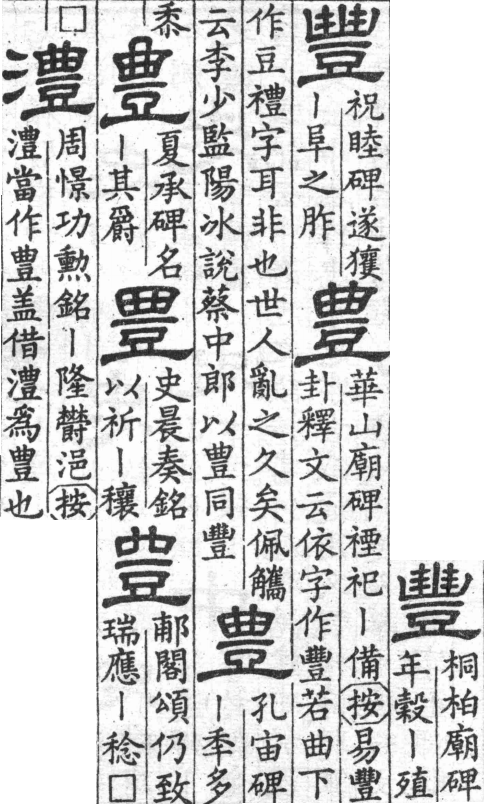 豐
桐柏廟碑
年穀丨殖
豐
祝睦碑遂獲
丨阜之胙
豊
華山廟碑禋祀丨備按易豐
卦釋文云依字作豐若曲下
作豆禮字耳非也世人亂之久矣佩觿
云李少監陽冰說蔡中郎以豊同豐
豊
孔宙碑
丨秊多
黍
豊
夏承碑名
丨其爵
豊
史晨奏銘
以祈丨穰
豊
郙閣頌仍致
瑞應丨稔□
□
澧
周憬功勳銘丨隆欝浥按
澧當作豊盖借澧爲豊也